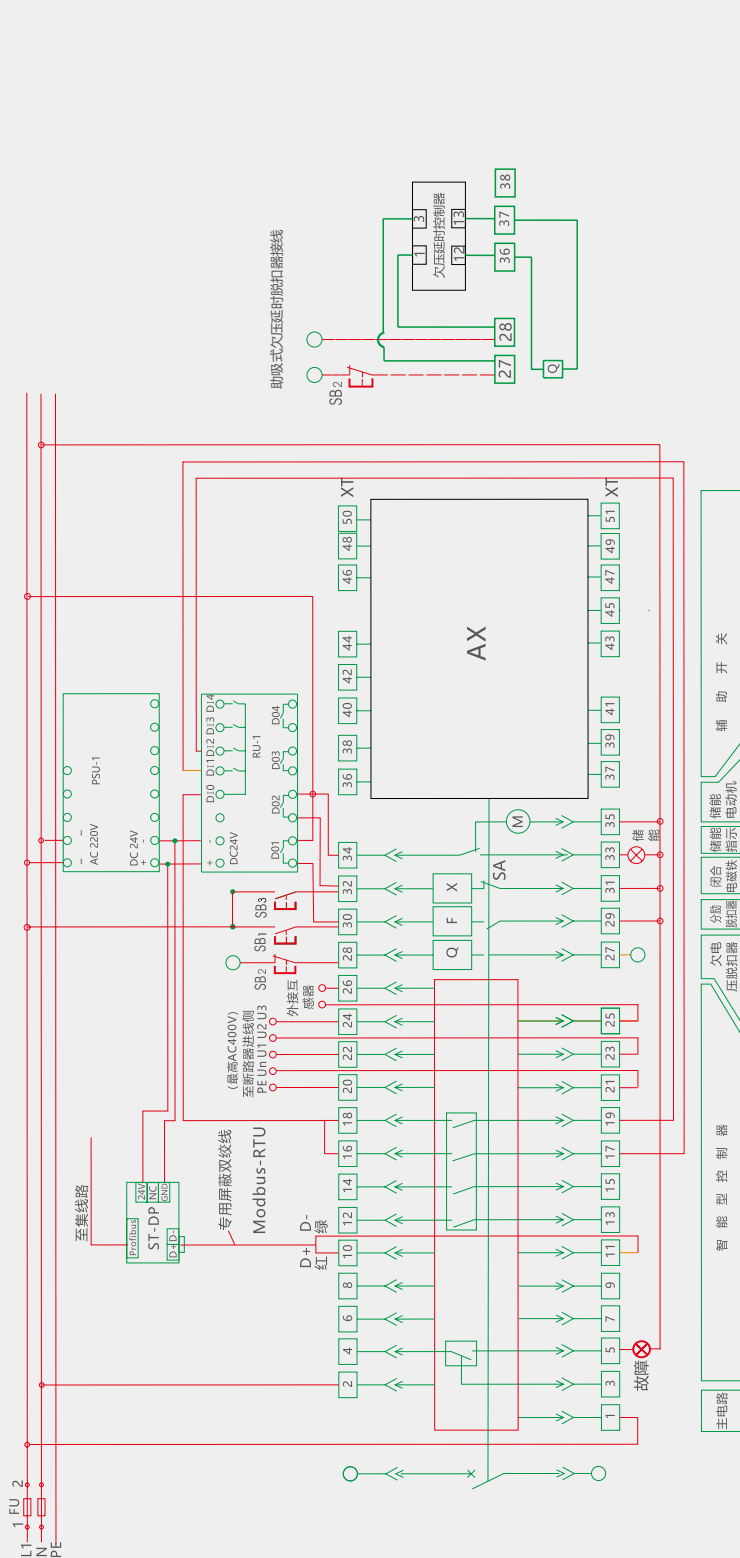 1 FU 2
L1
N
PE
至集线路
Profibus
24V
NC
GND
ST-DP
D+
D-
~ ~
AC 220V
PSU-1
DC 24V
+ -
DI0
DI1
DI2
DI3
DI4
+ -
DC24V
RU-1
D01
D02
D03
D04
专用屏蔽双绞线
Modbus-RTU
(最高AC400V)
至断路器进线侧
PE Un U1 U2 U3
外接互
感器
SB2
SB1
SB3
D+ D-
红 绿
2 4 6 8 10 12 14 16 18 20 22 24 26 28 30 32 34 36 38 40 42 44 46 48 50
XT
Q
F
X
M
SA
AX
1 3 5 7 9 11 13 15 17 19 21 23 25 27 29 31 33 35 37 39 41 43 45 47 49 51
XT
故障
储
能
助吸式欠压延时脱扣器接线
SB2
1
3
欠压延时控制器
12
13
27
28
36
37
38
Q
主电路
智能型控制器
欠电
压脱扣器
分励
脱扣器
闭合
电磁铁
储能
指示
储能
电动机
辅助开关